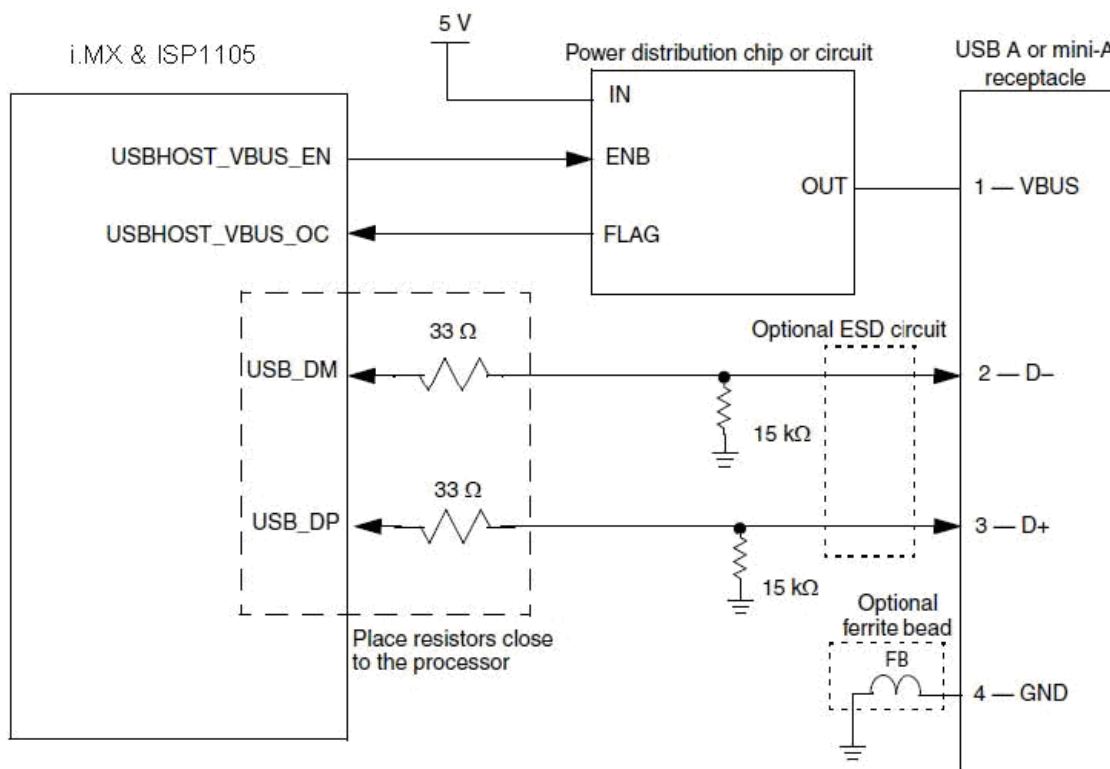 5 V
i.MX & ISP1105
Power distribution chip or circuit
USB A or mini-A
receptacle
IN
USBHOST_VBUS_EN
ENB
OUT
1 — VBUS
USBHOST_VBUS_OC
FLAG
33 Ω
Optional ESD circuit
USB_DM
2 — D–
15 kΩ
33 Ω
USB_DP
3 — D+
15 kΩ
Place resistors close
to the processor
Optional
ferrite bead
FB
4 — GND